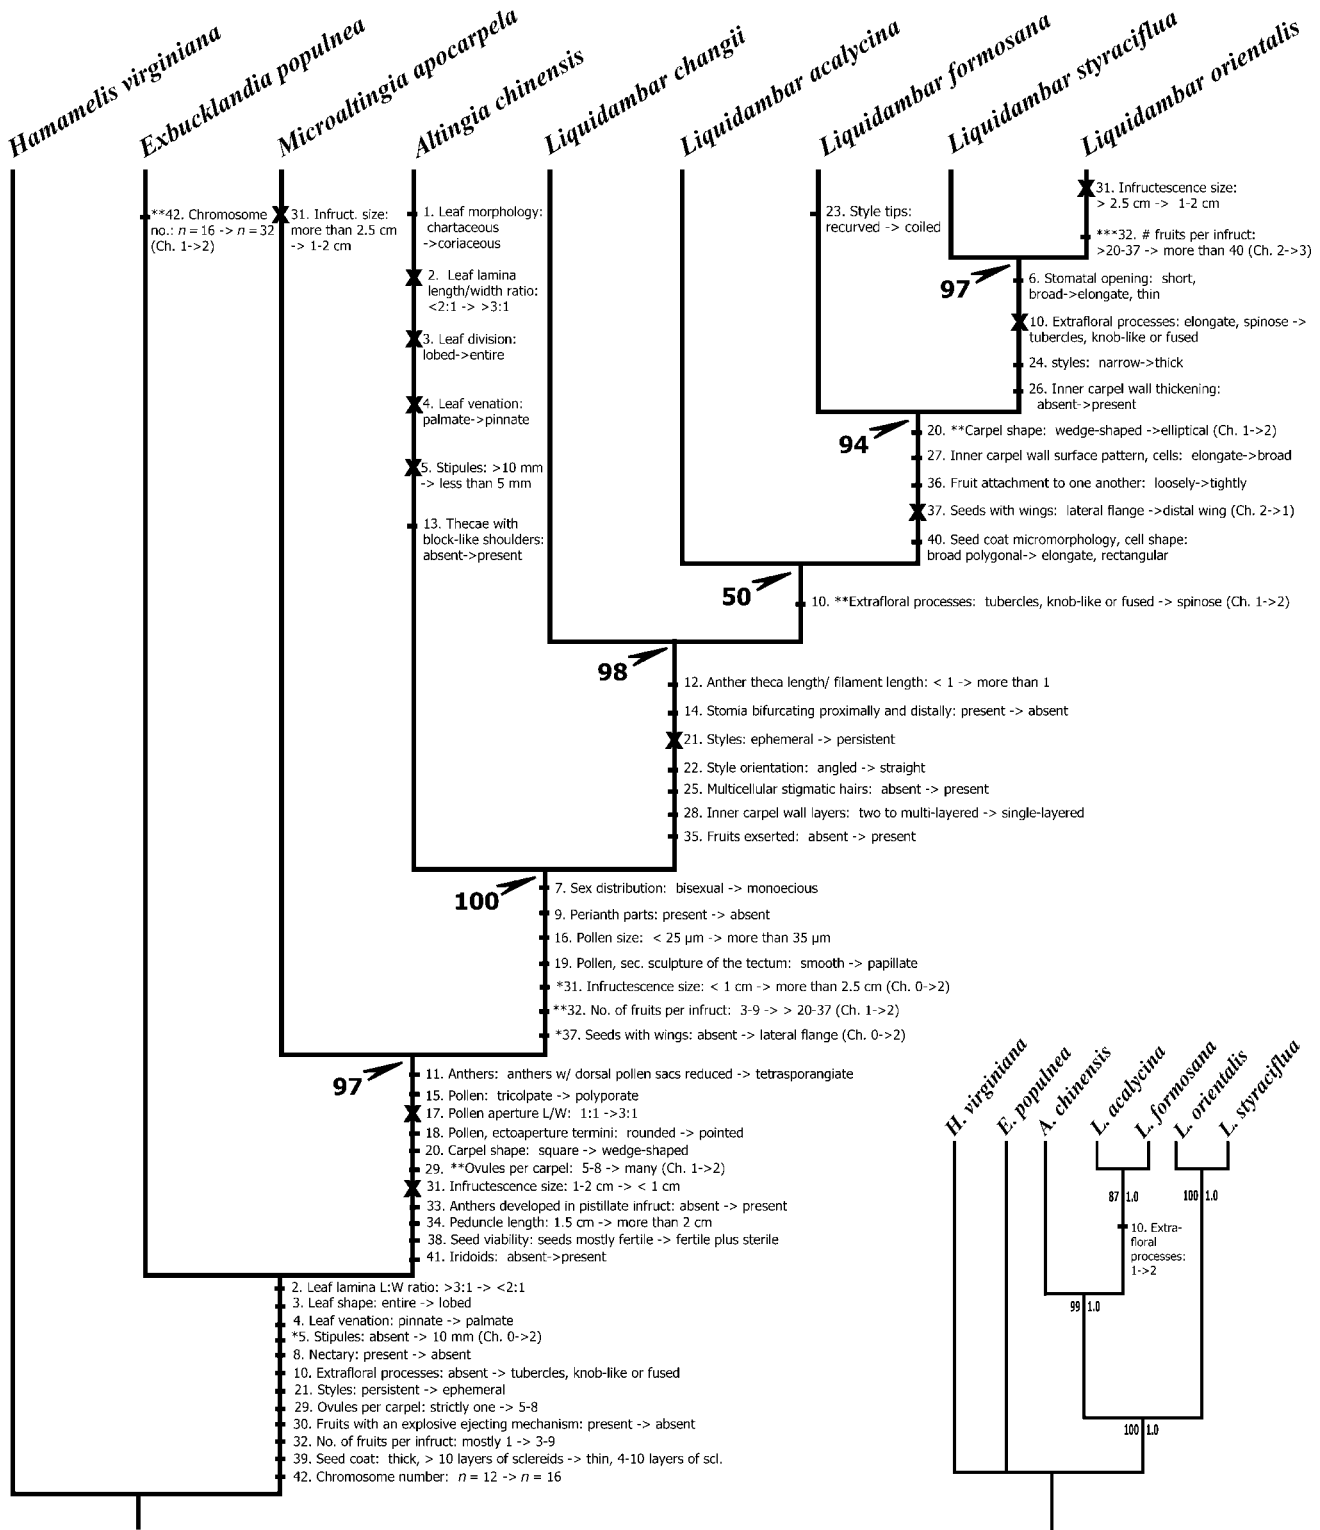 Hamamelis virginiana
Exbucklandia populnea
Microaltingia apocarpela
Altingia chinensis
Liquidambar changii
Liquidambar acalycina
Liquidambar formosana
Liquidambar styraciflua
Liquidambar orientalis
**42. Chromosome
no.: n = 16 -> n = 32
(Ch. 1->2)
31. Infruct. size:
more than 2.5 cm
-> 1-2 cm
1. Leaf morphology:
chartaceous
->coriaceous
2. Leaf lamina
length/width ratio:
<2:1 -> >3:1
3. Leaf division:
lobed->entire
4. Leaf venation:
palmate->pinnate
5. Stipules: >10 mm
-> less than 5 mm
13. Thecae with
block-like shoulders:
absent->present
23. Style tips:
recurved -> coiled
31. Infructescence size:
> 2.5 cm -> 1-2 cm
***32. # fruits per infruct:
>20-37 -> more than 40 (Ch. 2->3)
97
6. Stomatal opening: short,
broad->elongate, thin
10. Extrafloral processes: elongate, spinose ->
tubercles, knob-like or fused
24. styles: narrow->thick
26. Inner carpel wall thickening:
absent->present
94
20. **Carpel shape: wedge-shaped ->elliptical (Ch. 1->2)
27. Inner carpel wall surface pattern, cells: elongate->broad
36. Fruit attachment to one another: loosely->tightly
37. Seeds with wings: lateral flange ->distal wing (Ch. 2->1)
40. Seed coat micromorphology, cell shape:
broad polygonal-> elongate, rectangular
50
10. **Extrafloral processes: tubercles, knob-like or fused -> spinose (Ch. 1->2)
98
12. Anther theca length/ filament length: < 1 -> more than 1
14. Stomia bifurcating proximally and distally: present -> absent
21. Styles: ephemeral -> persistent
22. Style orientation: angled -> straight
25. Multicellular stigmatic hairs: absent -> present
28. Inner carpel wall layers: two to multi-layered -> single-layered
35. Fruits exserted: absent -> present
100
7. Sex distribution: bisexual -> monoecious
9. Perianth parts: present -> absent
16. Pollen size: < 25 µm -> more than 35 µm
19. Pollen, sec. sculpture of the tectum: smooth -> papillate
*31. Infructescence size: < 1 cm -> more than 2.5 cm (Ch. 0->2)
**32. No. of fruits per infruct: 3-9 -> > 20-37 (Ch. 1->2)
*37. Seeds with wings: absent -> lateral flange (Ch. 0->2)
97
11. Anthers: anthers w/ dorsal pollen sacs reduced -> tetrasporangiate
15. Pollen: tricolpate -> polyporate
17. Pollen aperture L/W: 1:1 ->3:1
18. Pollen, ectoaperture termini: rounded -> pointed
20. Carpel shape: square -> wedge-shaped
29. **Ovules per carpel: 5-8 -> many (Ch. 1->2)
31. Infructescence size: 1-2 cm -> < 1 cm
33. Anthers developed in pistillate infruct: absent -> present
34. Peduncle length: 1.5 cm -> more than 2 cm
38. Seed viability: seeds mostly fertile -> fertile plus sterile
41. Iridoids: absent->present
2. Leaf lamina L:W ratio: >3:1 -> <2:1
3. Leaf shape: entire -> lobed
4. Leaf venation: pinnate -> palmate
*5. Stipules: absent -> 10 mm (Ch. 0->2)
8. Nectary: present -> absent
10. Extrafloral processes: absent -> tubercles, knob-like or fused
21. Styles: persistent -> ephemeral
29. Ovules per carpel: strictly one -> 5-8
30. Fruits with an explosive ejecting mechanism: present -> absent
32. No. of fruits per infruct: mostly 1 -> 3-9
39. Seed coat: thick, > 10 layers of sclereids -> thin, 4-10 layers of scl.
42. Chromosome number: n = 12 -> n = 16
H. virginiana
E. populnea
A. chinensis
L. acalycina
L. formosana
L. orientalis
L. styraciflua
87 1.0
100 1.0
10. Extra-
floral
processes:
1->2
99 1.0
100 1.0